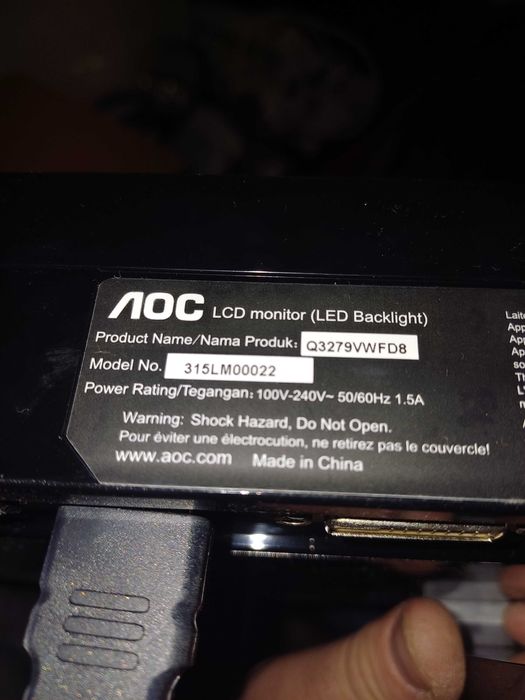 AOC LCD monitor (LED Backlight)
Product Name/Nama Produk: Q3279VWFD8
Model No. 315LM00022
Power Rating/Tegangan: 100V-240V~ 50/60Hz 1.5A
Warning: Shock Hazard, Do Not Open.
Pour éviter une électrocution, ne retirez pas le couvercle!
www.aoc.com Made in China